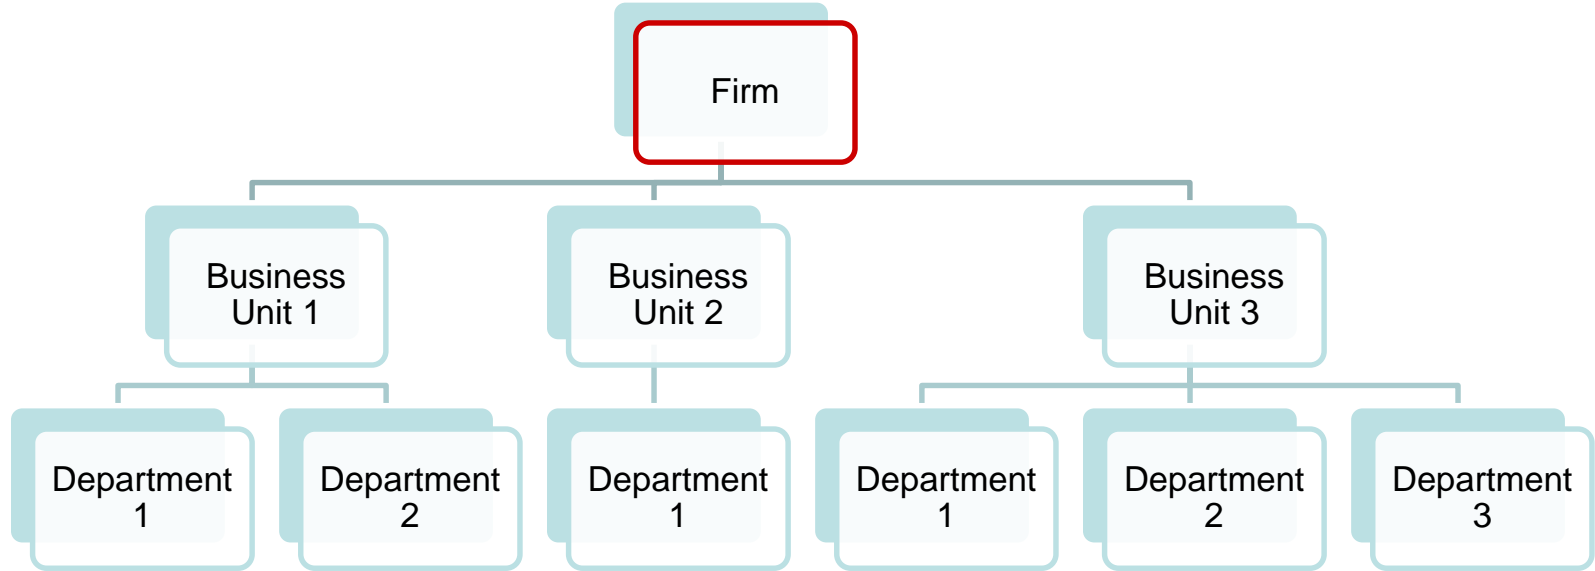 Firm
Business
Unit 1
Business
Unit 2
Business
Unit 3
Department
1
Department
2
Department
1
Department
1
Department
2
Department
3